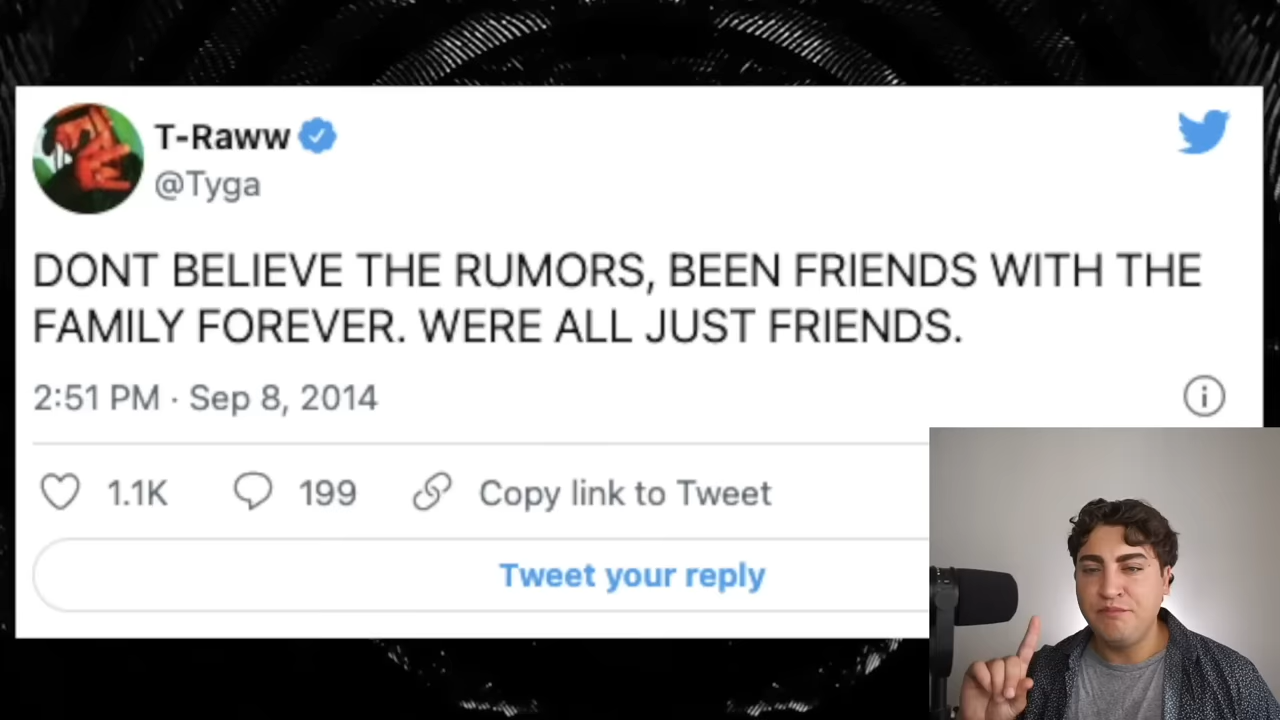 T-Raww
@Tyga
DONT BELIEVE THE RUMORS, BEEN FRIENDS WITH THE
FAMILY FOREVER. WERE ALL JUST FRIENDS.
2:51 PM · Sep 8, 2014
1.1K 199 Copy link to Tweet
Tweet your reply